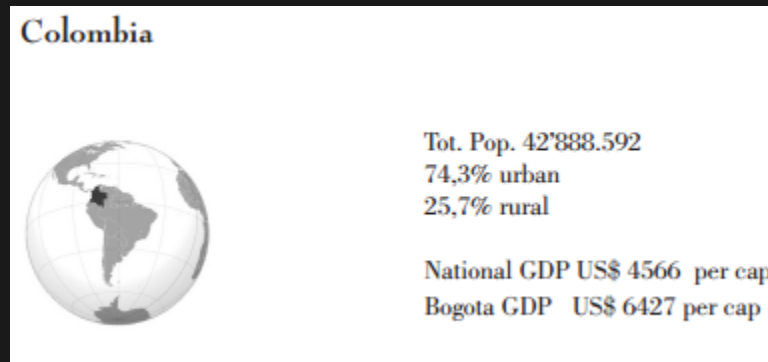 Colombia
Tot. Pop. 42'888.592
74,3% urban
25,7% rural
National GDP US$ 4566 per cap
Bogota GDP US$ 6427 per cap